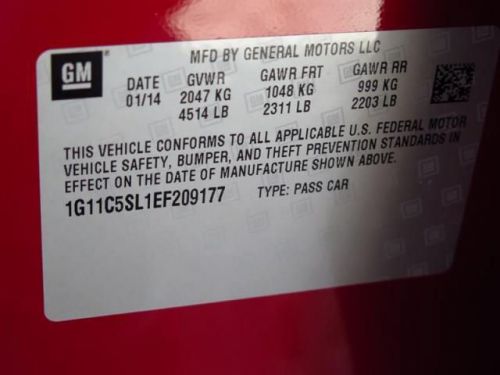 GM
MFD BY GENERAL MOTORS LLC
DATE GVWR GAWR FRT GAWR RR
01/14 2047 KG 1048 KG 999 KG
4514 LB 2311 LB 2203 LB
THIS VEHICLE CONFORMS TO ALL APPLICABLE U.S. FEDERAL MOTOR
VEHICLE SAFETY, BUMPER, AND THEFT PREVENTION STANDARDS IN
EFFECT ON THE DATE OF MANUFACTURE SHOWN ABOVE.
1G11C5SL1EF209177 TYPE: PASS CAR